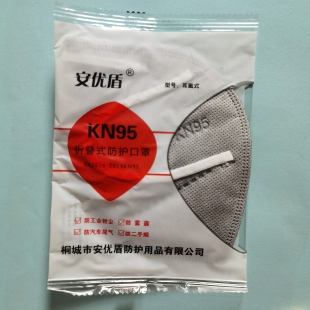 安优盾®
型号：耳戴式
KN95
折叠式防护口罩
KN95
防工业粉尘 防雾霾
防汽车尾气 防二手烟
桐城市安优盾防护用品有限公司